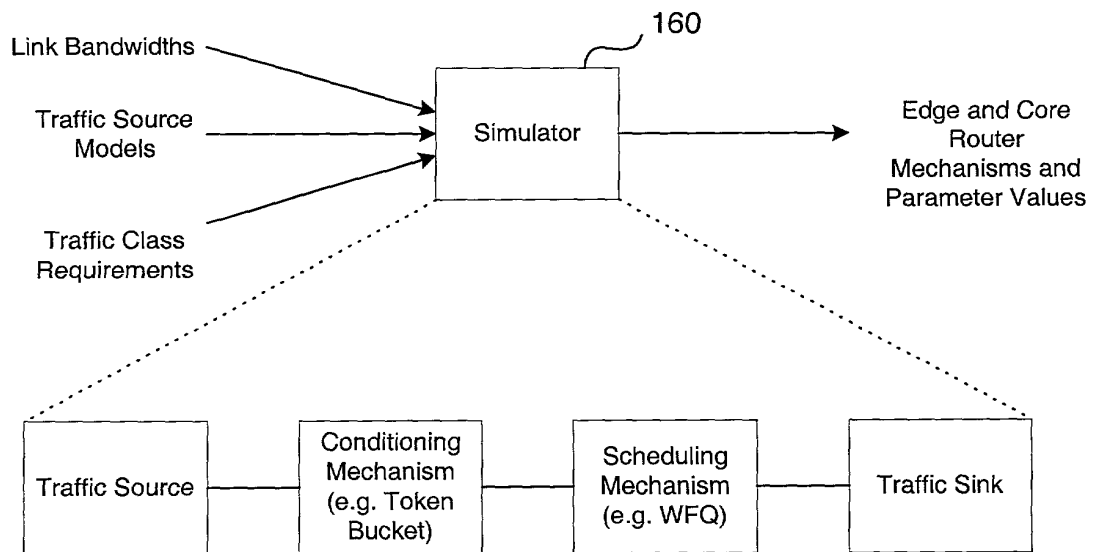 160
Link Bandwidths
Traffic Source
Models
Traffic Class
Requirements
Simulator
Edge and Core
Router
Mechanisms and
Parameter Values
Traffic Source
Conditioning
Mechanism
(e.g. Token
Bucket)
Scheduling
Mechanism
(e.g. WFQ)
Traffic Sink